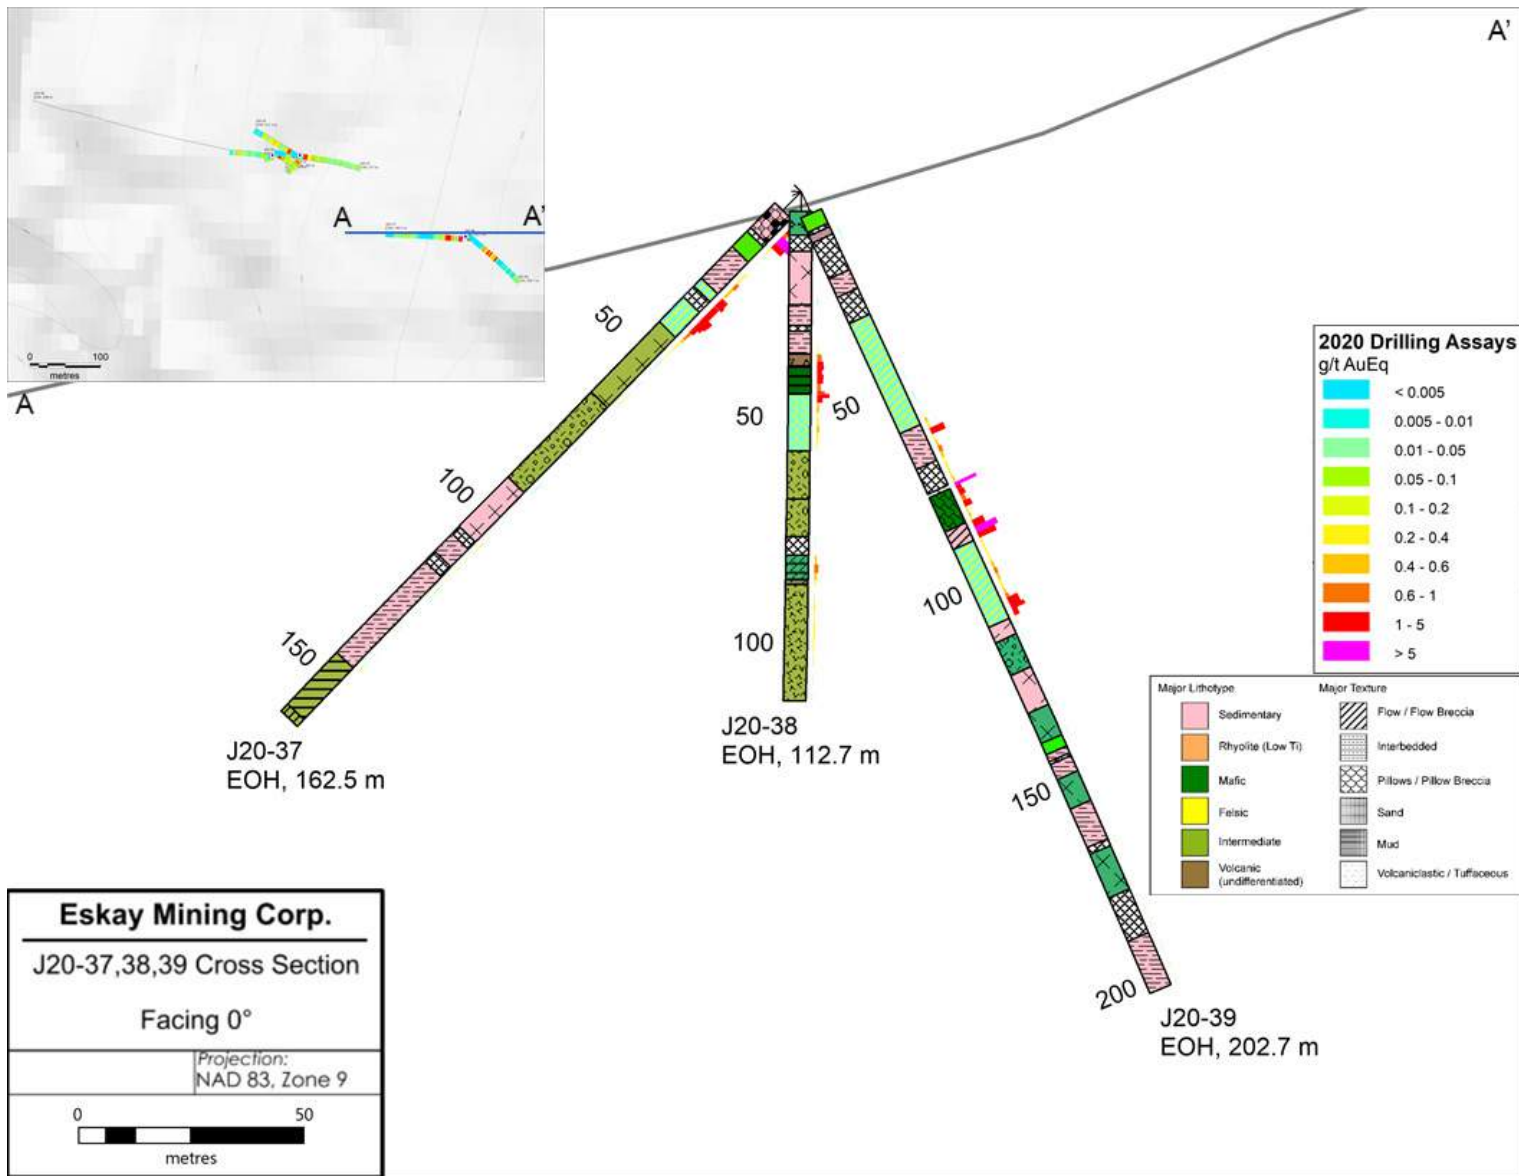 A'
A
A'
0
100
metres
A
50
100
150
50
100
50
100
150
200
J20-37
EOH, 162.5 m
J20-38
EOH, 112.7 m
J20-39
EOH, 202.7 m
2020 Drilling Assays
g/t AuEq
< 0.005
0.005 - 0.01
0.01 - 0.05
0.05 - 0.1
0.1 - 0.2
0.2 - 0.4
0.4 - 0.6
0.6 - 1
1 - 5
> 5
Major Lithotype
Sedimentary
Rhyolite (Low Ti)
Mafic
Felsic
Intermediate
Volcanic
(undifferentiated)
Major Texture
Flow / Flow Breccia
Interbedded
Pillows / Pillow Breccia
Sand
Mud
Volcaniclastic / Tuffaceous
Eskay Mining Corp.
J20-37,38,39 Cross Section
Facing 0°
Projection:
NAD 83, Zone 9
0
50
metres